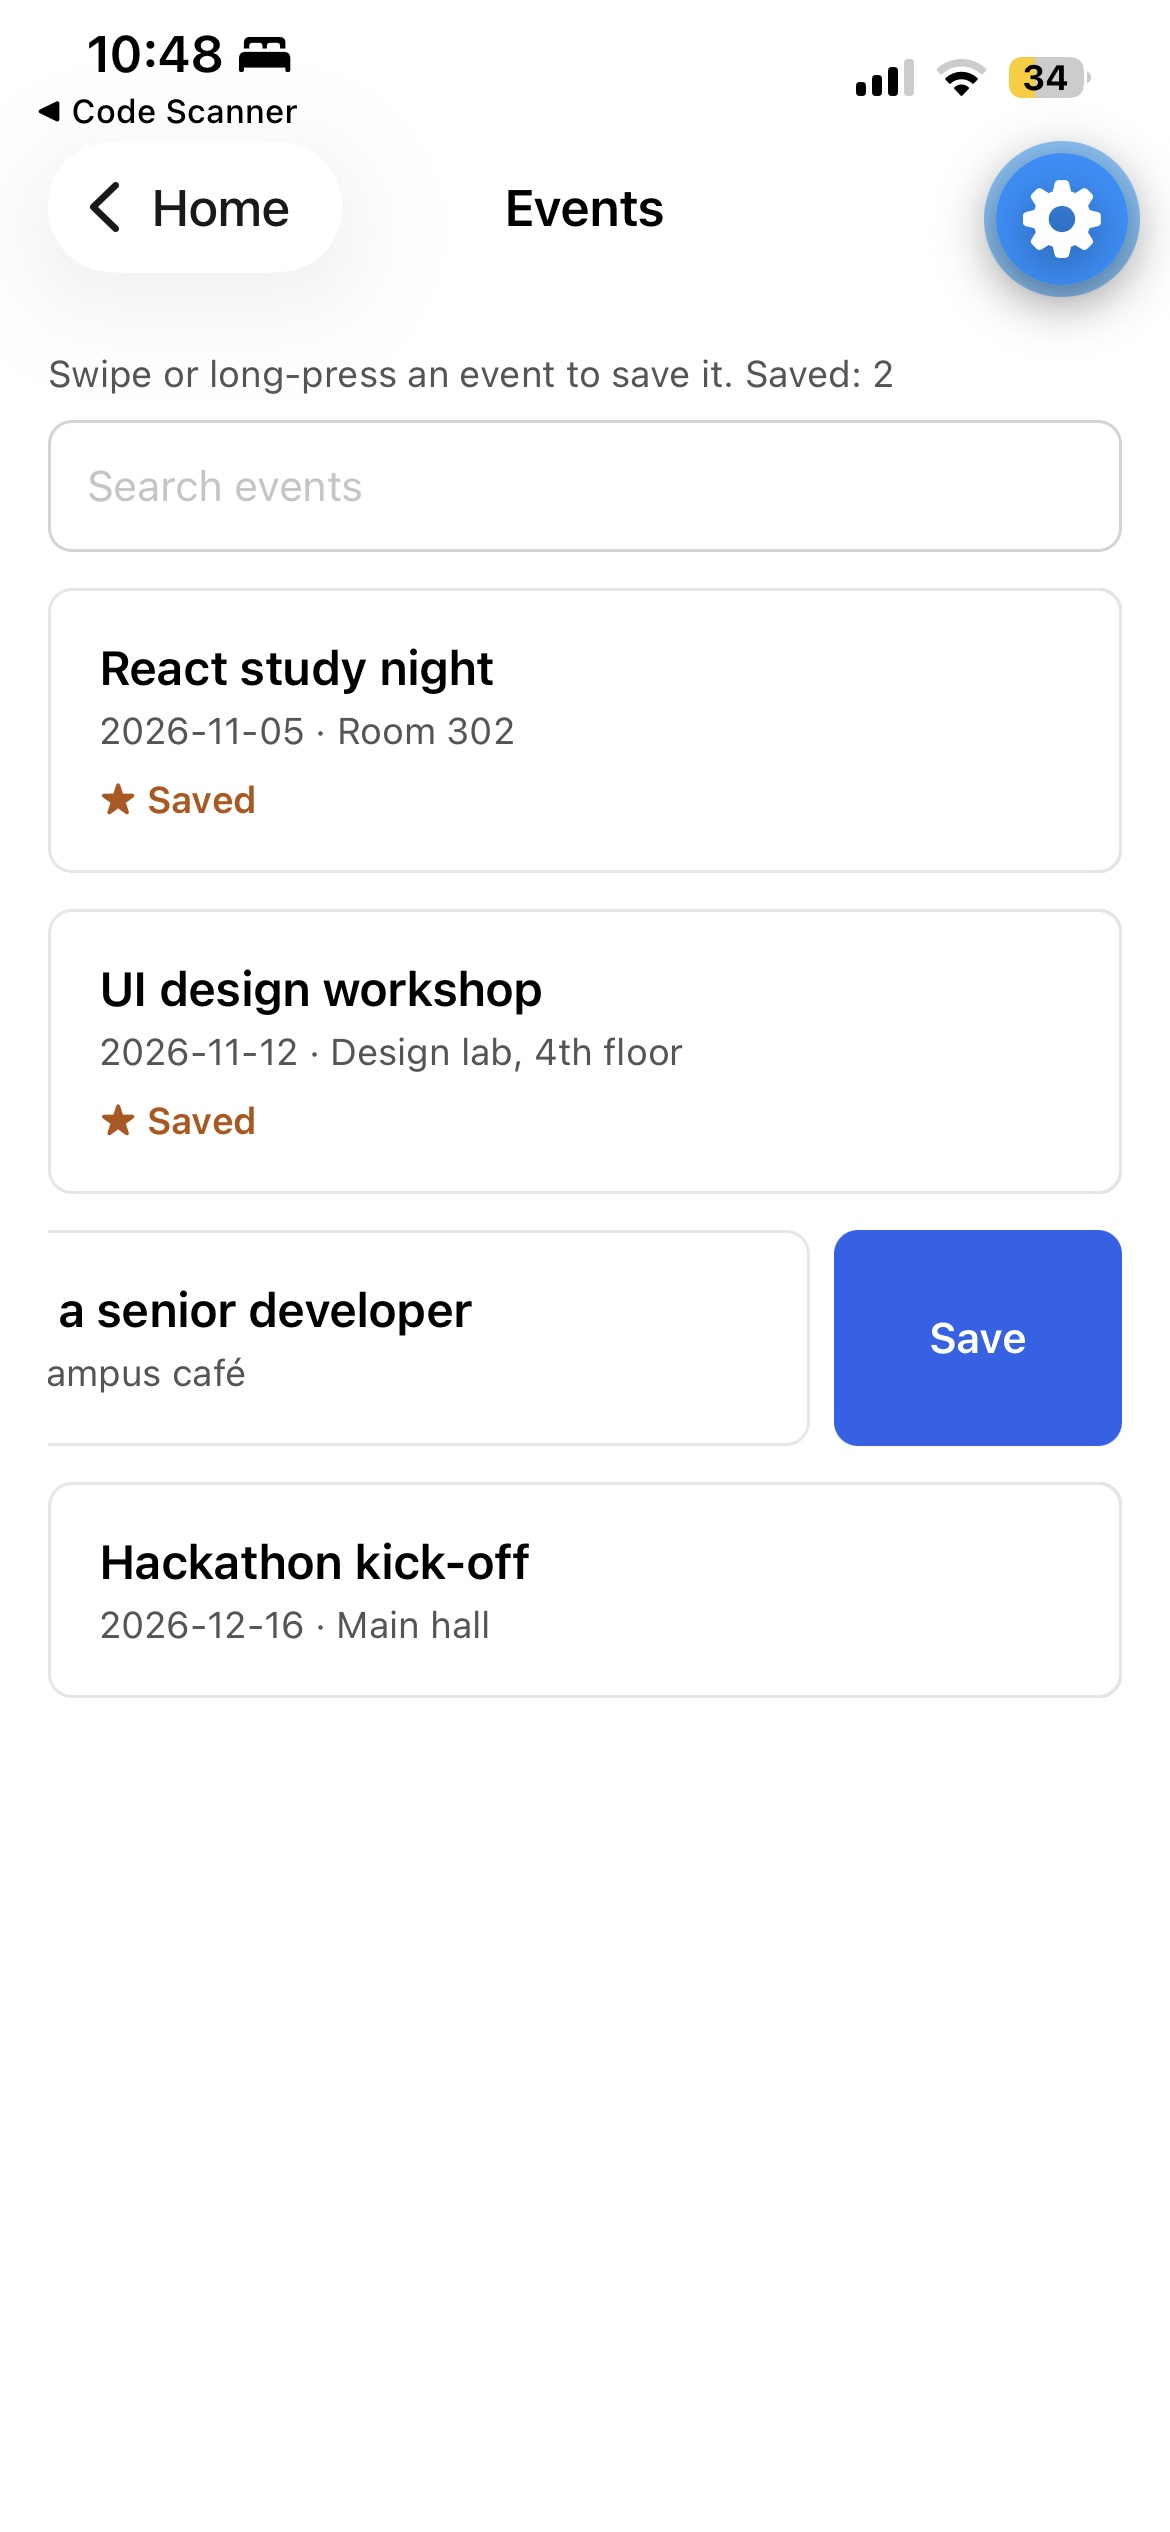 10:48
34
Code Scanner
Home
Events
Swipe or long-press an event to save it. Saved: 2
Search events
React study night
2026-11-05 · Room 302
Saved
UI design workshop
2026-11-12 · Design lab, 4th floor
Saved
a senior developer
ampus café
Save
Hackathon kick-off
2026-12-16 · Main hall